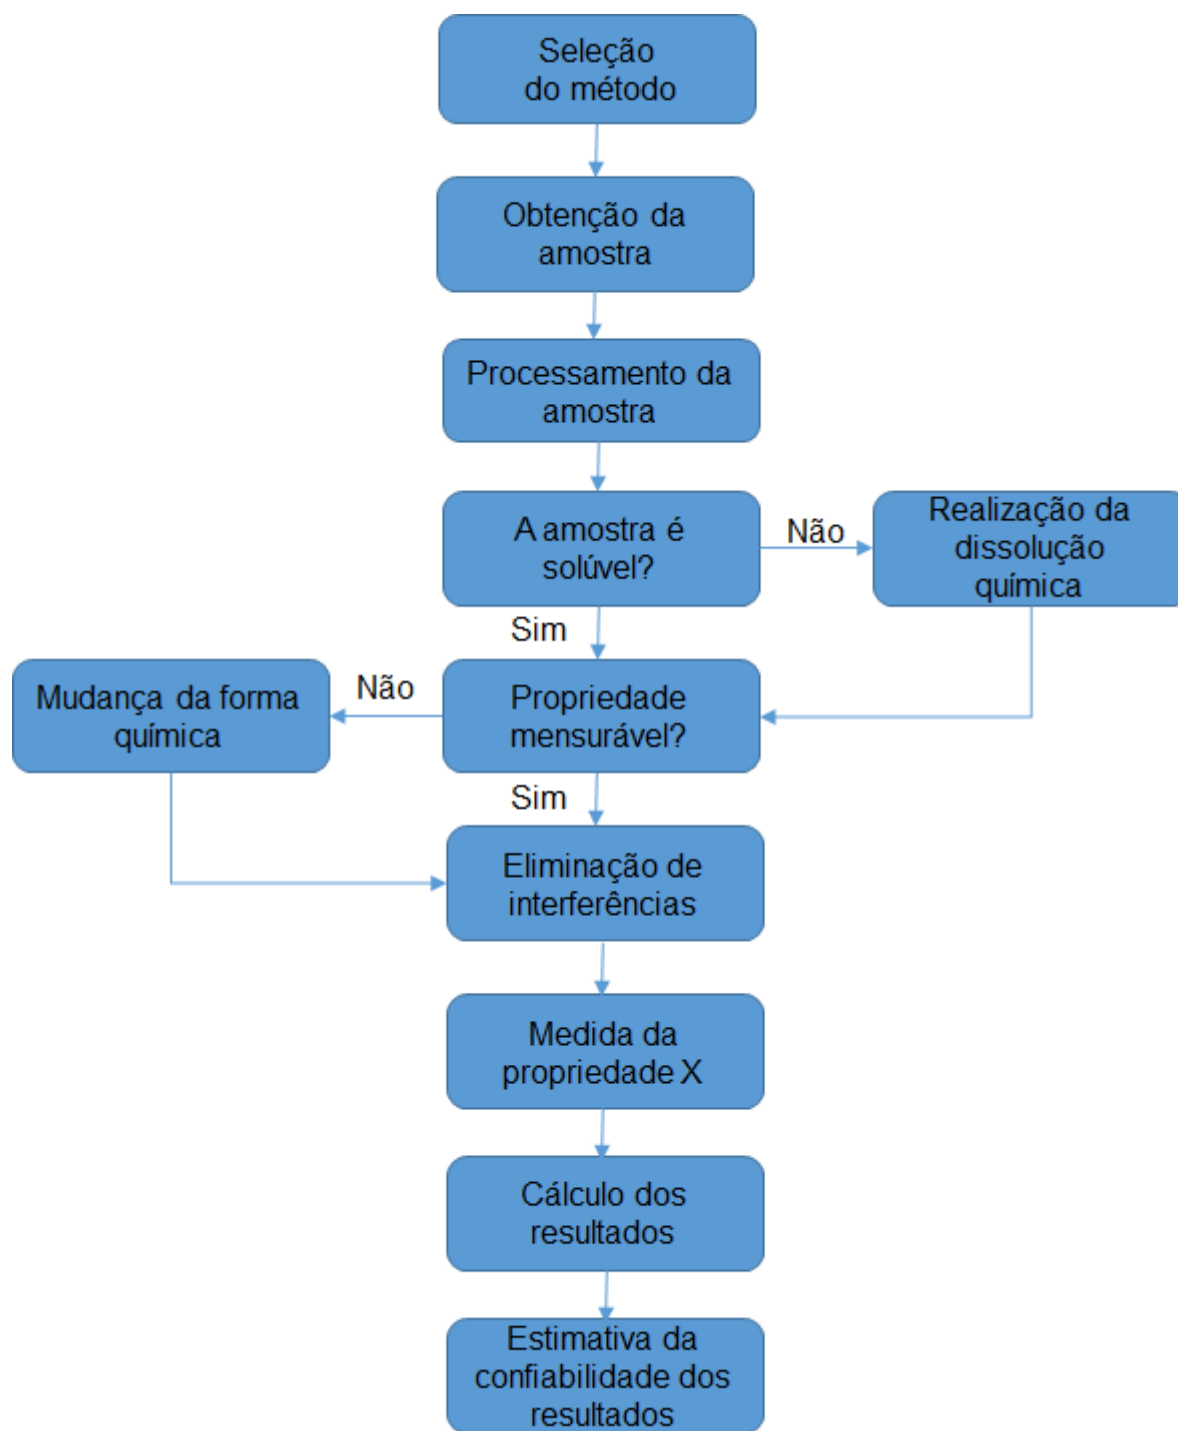 Seleção
do método
Obtenção da
amostra
Processamento da
amostra
A amostra é
solúvel?
Não
Realização da
dissolução
química
Sim
Mudança da forma
química
Não
Propriedade
mensurável?
Sim
Eliminação de
interferências
Medida da
propriedade X
Cálculo dos
resultados
Estimativa da
confiabilidade dos
resultados